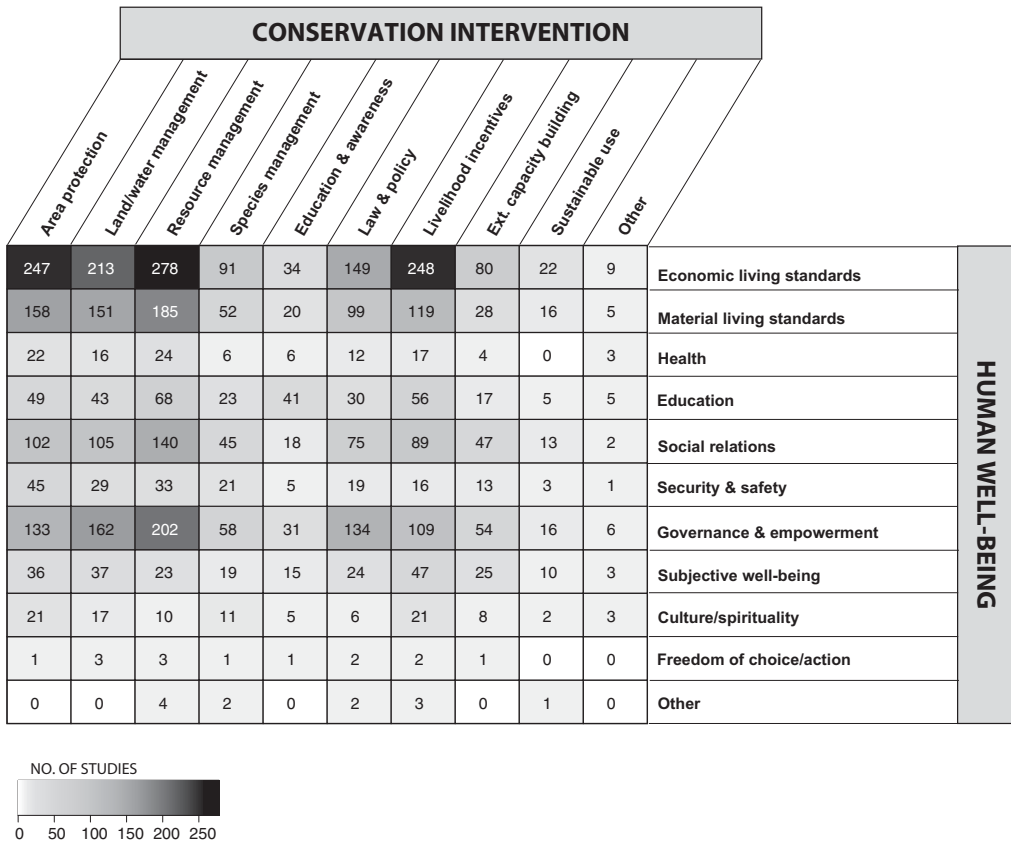 CONSERVATION INTERVENTION
Area protection
Land/water management
Resource management
Species management
Education & awareness
Law & policy
Livelihood incentives
Ext. capacity building
Sustainable use
Other
247 213 278 91 34 149 248 80 22 9 Economic living standards
158 151 185 52 20 99 119 28 16 5 Material living standards
22 16 24 6 6 12 17 4 0 3 Health
49 43 68 23 41 30 56 17 5 5 Education
102 105 140 45 18 75 89 47 13 2 Social relations
45 29 33 21 5 19 16 13 3 1 Security & safety
133 162 202 58 31 134 109 54 16 6 Governance & empowerment
36 37 23 19 15 24 47 25 10 3 Subjective well-being
21 17 10 11 5 6 21 8 2 3 Culture/spirituality
1 3 3 1 1 2 2 1 0 0 Freedom of choice/action
0 0 4 2 0 2 3 0 1 0 Other
HUMAN WELL-BEING
NO. OF STUDIES
0 50 100 150 200 250